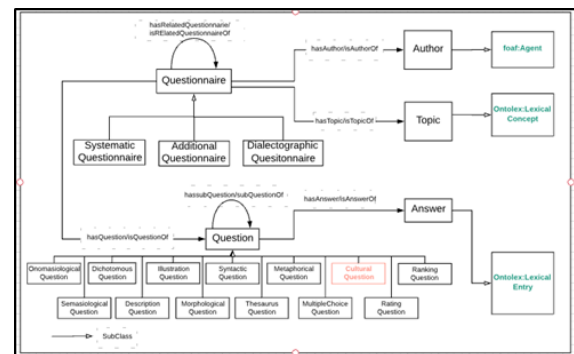 hasRelatedQuestionnarie/
isRElatedQuestionnaireOf
Questionnaire
hasAuthor/isAuthorOf
Author
foaf:Agent
hasTopic/isTopicOf
Topic
Ontolex:Lexical
Concept
Systematic
Questionnaire
Additional
Questionnaire
Dialectographic
Quesitonnaire
hassubQuestion/subQuestionOf
hasAnswer/isAnswerOf
Answer
hasQuestion/isQuestionOf
Question
Onomasiological
Question
Dichotomous
Question
Illustration
Question
Syntactic
Question
Metaphorical
Question
Cultural
Question
Ranking
Question
Ontolex:Lexical
Entry
Semasiological
Question
Description
Question
Morphological
Question
Thesaurus
Question
MultipleChoice
Question
Rating
Question
SubClass